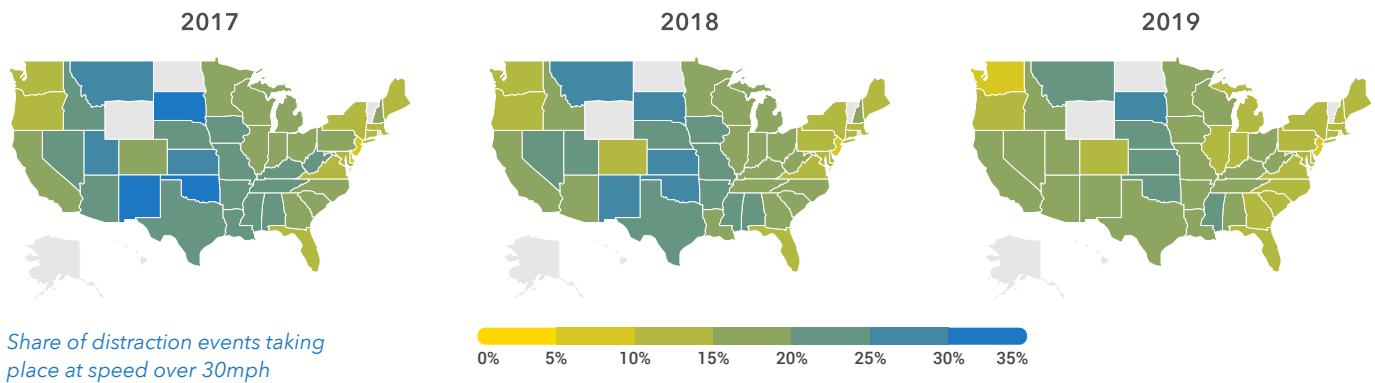 2017
2018
2019
Share of distraction events taking
place at speed over 30mph
0% 5% 10% 15% 20% 25% 30% 35%